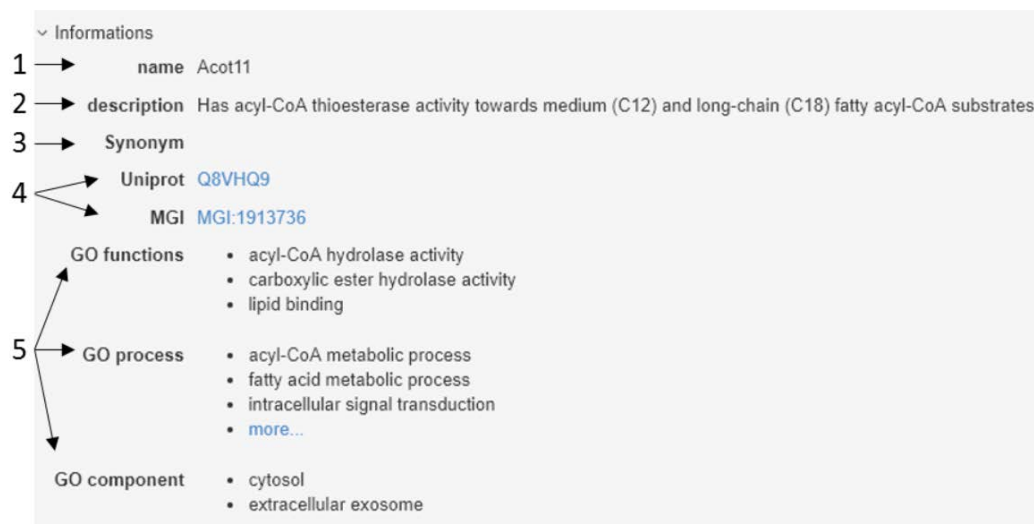 Informations
1 name Acot11
2 description Has acyl-CoA thioesterase activity towards medium (C12) and long-chain (C18) fatty acyl-CoA substrates
3 Synonym
4 Uniprot Q8VHQ9
MGI MGI:1913736
GO functions • acyl-CoA hydrolase activity
• carboxylic ester hydrolase activity
• lipid binding
5 GO process • acyl-CoA metabolic process
• fatty acid metabolic process
• intracellular signal transduction
• more...
GO component • cytosol
• extracellular exosome